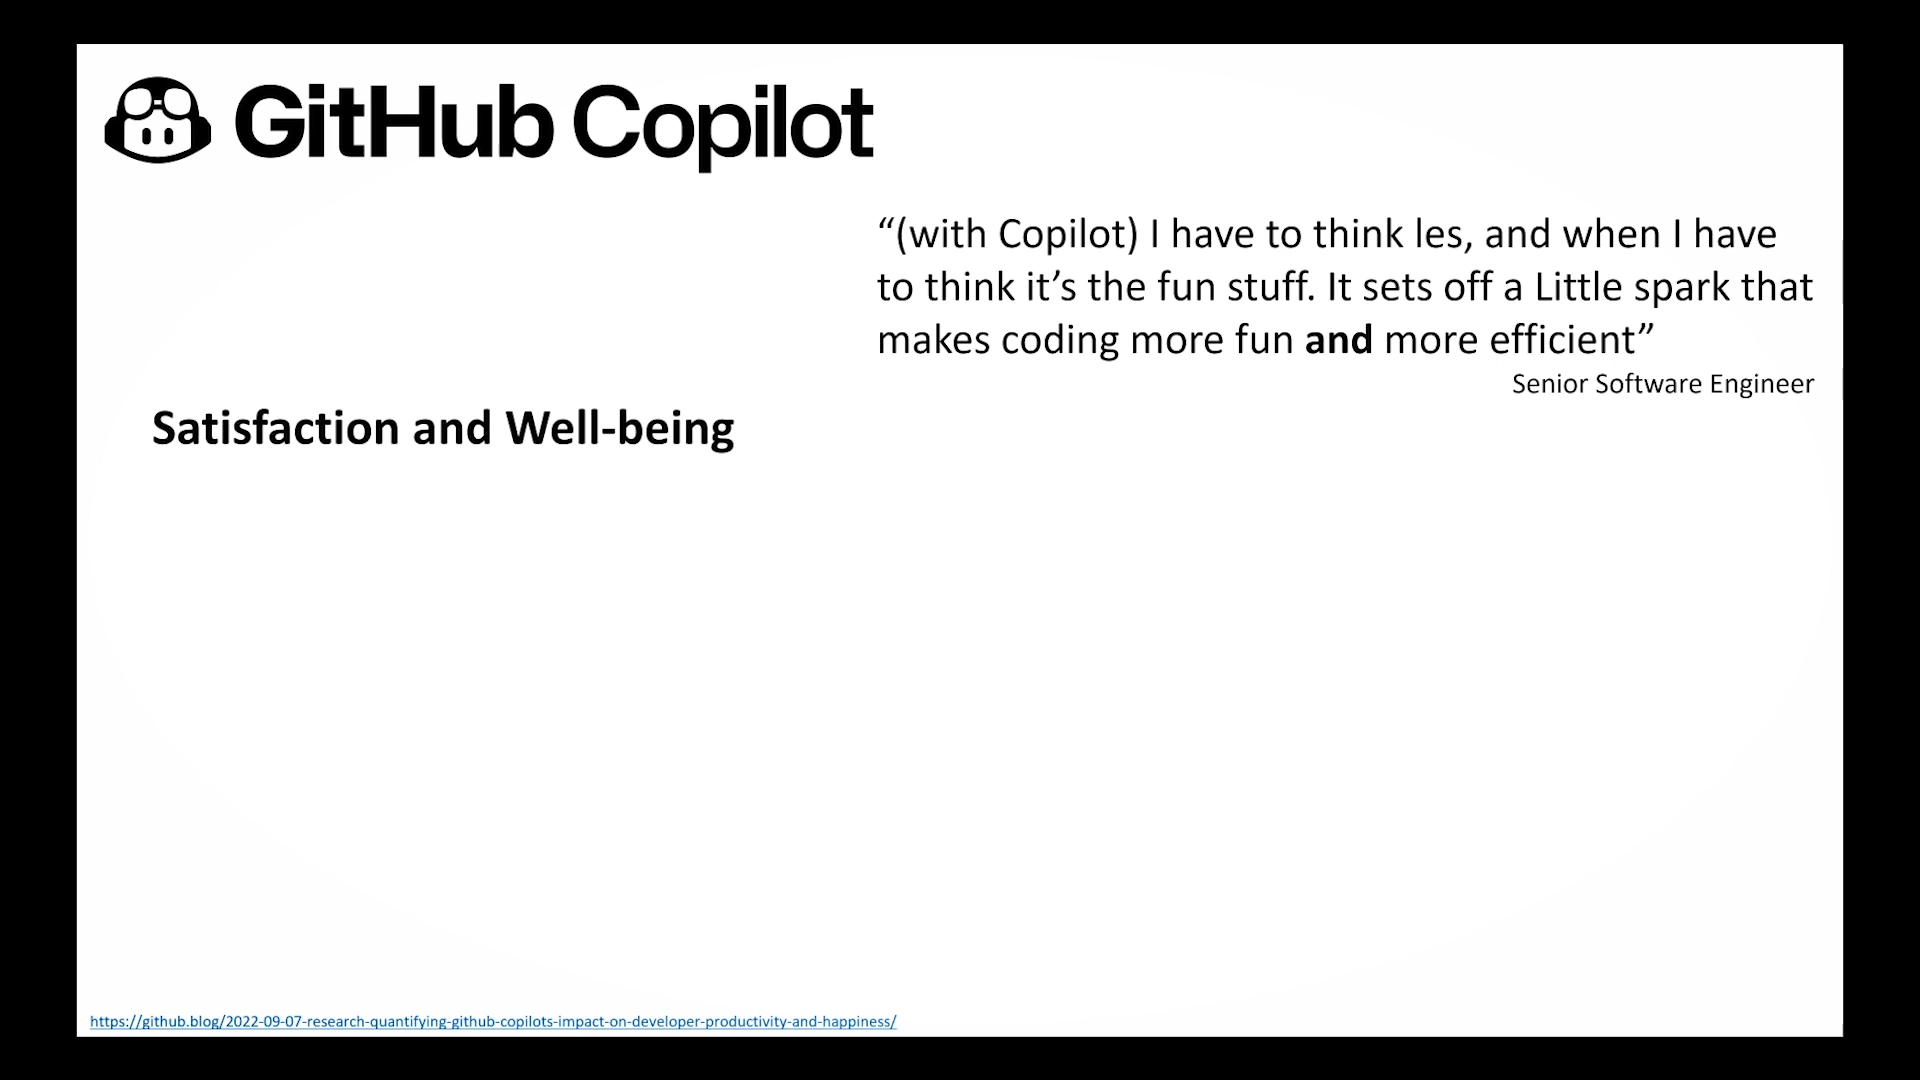 GitHub Copilot
“(with Copilot) I have to think les, and when I have
to think it’s the fun stuff. It sets off a Little spark that
makes coding more fun and more efficient”
Senior Software Engineer
Satisfaction and Well-being
https://github.blog/2022-09-07-research-quantifying-github-copilots-impact-on-developer-productivity-and-happiness/